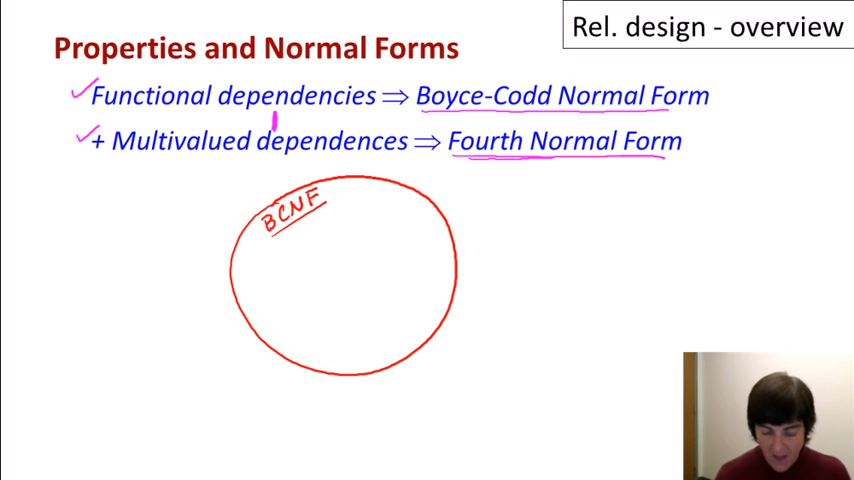 Rel. design - overview
Properties and Normal Forms
Functional dependencies ⇒ Boyce-Codd Normal Form
+ Multivalued dependences ⇒ Fourth Normal Form
BCNF